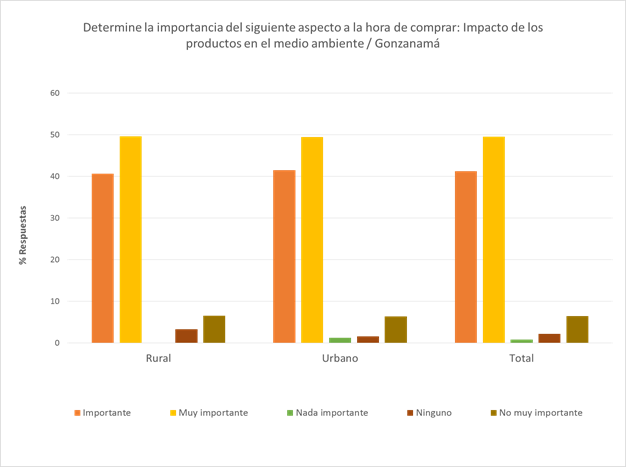 Determine la importancia del siguiente aspecto a la hora de comprar: Impacto de los
productos en el medio ambiente / Gonzanamá
60
50
40
30
20
10
0
% Respuestas
Rural Urbano Total
Importante Muy importante Nada importante Ninguno No muy importante